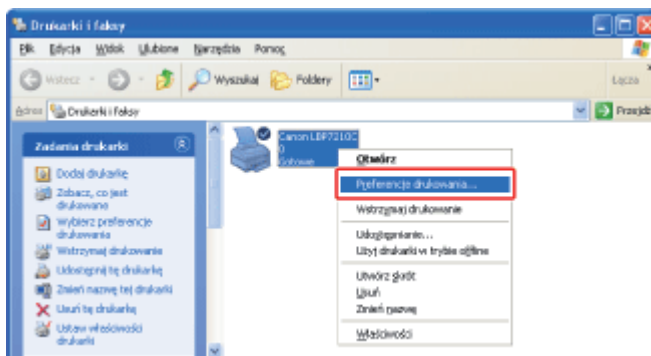 Drukarki i faksy
Plik Edycja Widok Ulubione Narzędzia Pomoc
Wstecz Wyszukaj Foldery
Łącza
Adres Drukarki i faksy Przejdź
Zadania drukarki
Dodaj drukarkę
Zobacz, co jest
drukowane
Wybierz preferencje
drukowania
Wstrzymaj drukowanie
Udostępnij tę drukarkę
Zmień nazwę tej drukarki
Usuń tę drukarkę
Ustaw właściwości
drukarki
Canon LBP7210C
0
Gotowe
Otwórz
Preferencje drukowania...
Wstrzymaj drukowanie
Udostępnianie...
Użyj drukarki w trybie offline
Utwórz skrót
Usuń
Zmień nazwę
Właściwości